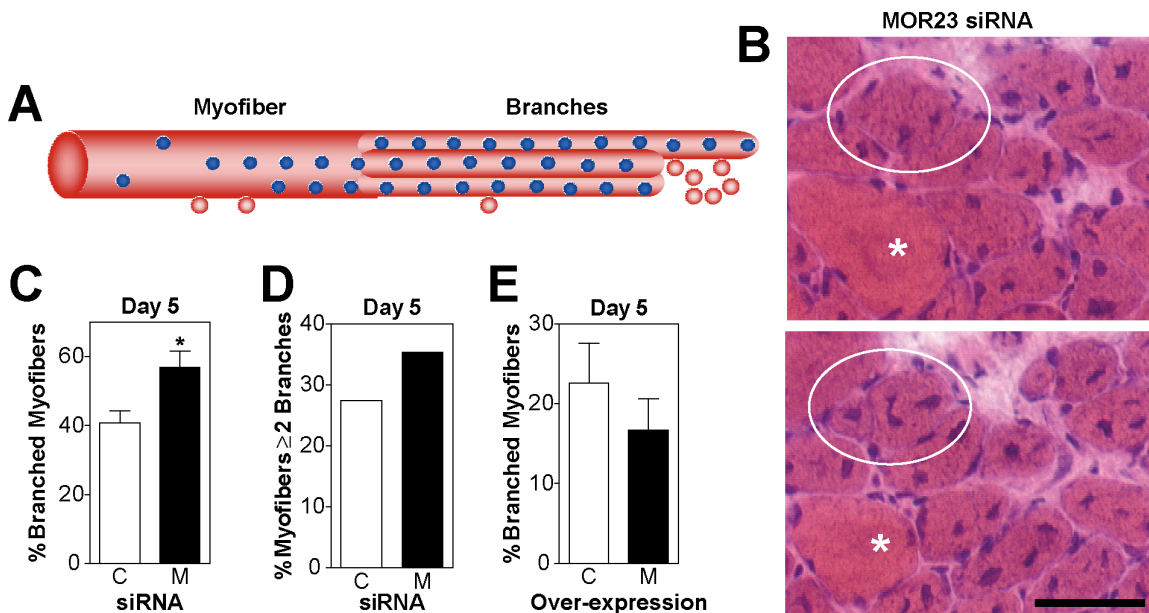 A
Myofiber
Branches
B
MOR23 siRNA
*
*
C
Day 5
%Branched Myofibers
60
40
20
0
*
C
M
siRNA
D
Day 5
%Myofibers ≥2 Branches
40
30
20
10
0
C
M
siRNA
E
Day 5
%Branched Myofibers
30
20
10
0
C
M
Over-expression